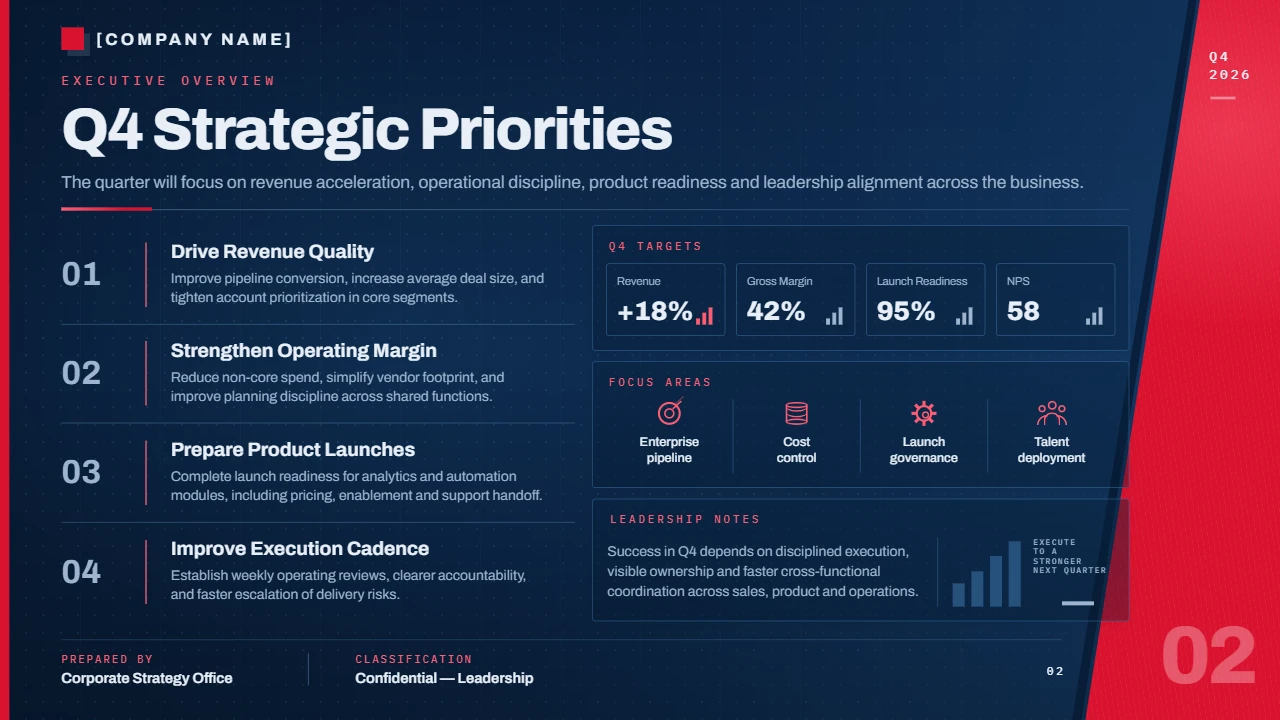 [COMPANY NAME]
Q4
2026
EXECUTIVE OVERVIEW
Q4 Strategic Priorities
The quarter will focus on revenue acceleration, operational discipline, product readiness and leadership alignment across the business.
01
Drive Revenue Quality
Improve pipeline conversion, increase average deal size, and
tighten account prioritization in core segments.
02
Strengthen Operating Margin
Reduce non-core spend, simplify vendor footprint, and
improve planning discipline across shared functions.
03
Prepare Product Launches
Complete launch readiness for analytics and automation
modules, including pricing, enablement and support handoff.
04
Improve Execution Cadence
Establish weekly operating reviews, clearer accountability,
and faster escalation of delivery risks.
Q4 TARGETS
Revenue
+18%
Gross Margin
42%
Launch Readiness
95%
NPS
58
FOCUS AREAS
Enterprise
pipeline
Cost
control
Launch
governance
Talent
deployment
LEADERSHIP NOTES
Success in Q4 depends on disciplined execution,
visible ownership and faster cross-functional
coordination across sales, product and operations.
EXECUTE
TO A
STRONGER
NEXT QUARTER
PREPARED BY
Corporate Strategy Office
CLASSIFICATION
Confidential — Leadership
02
02